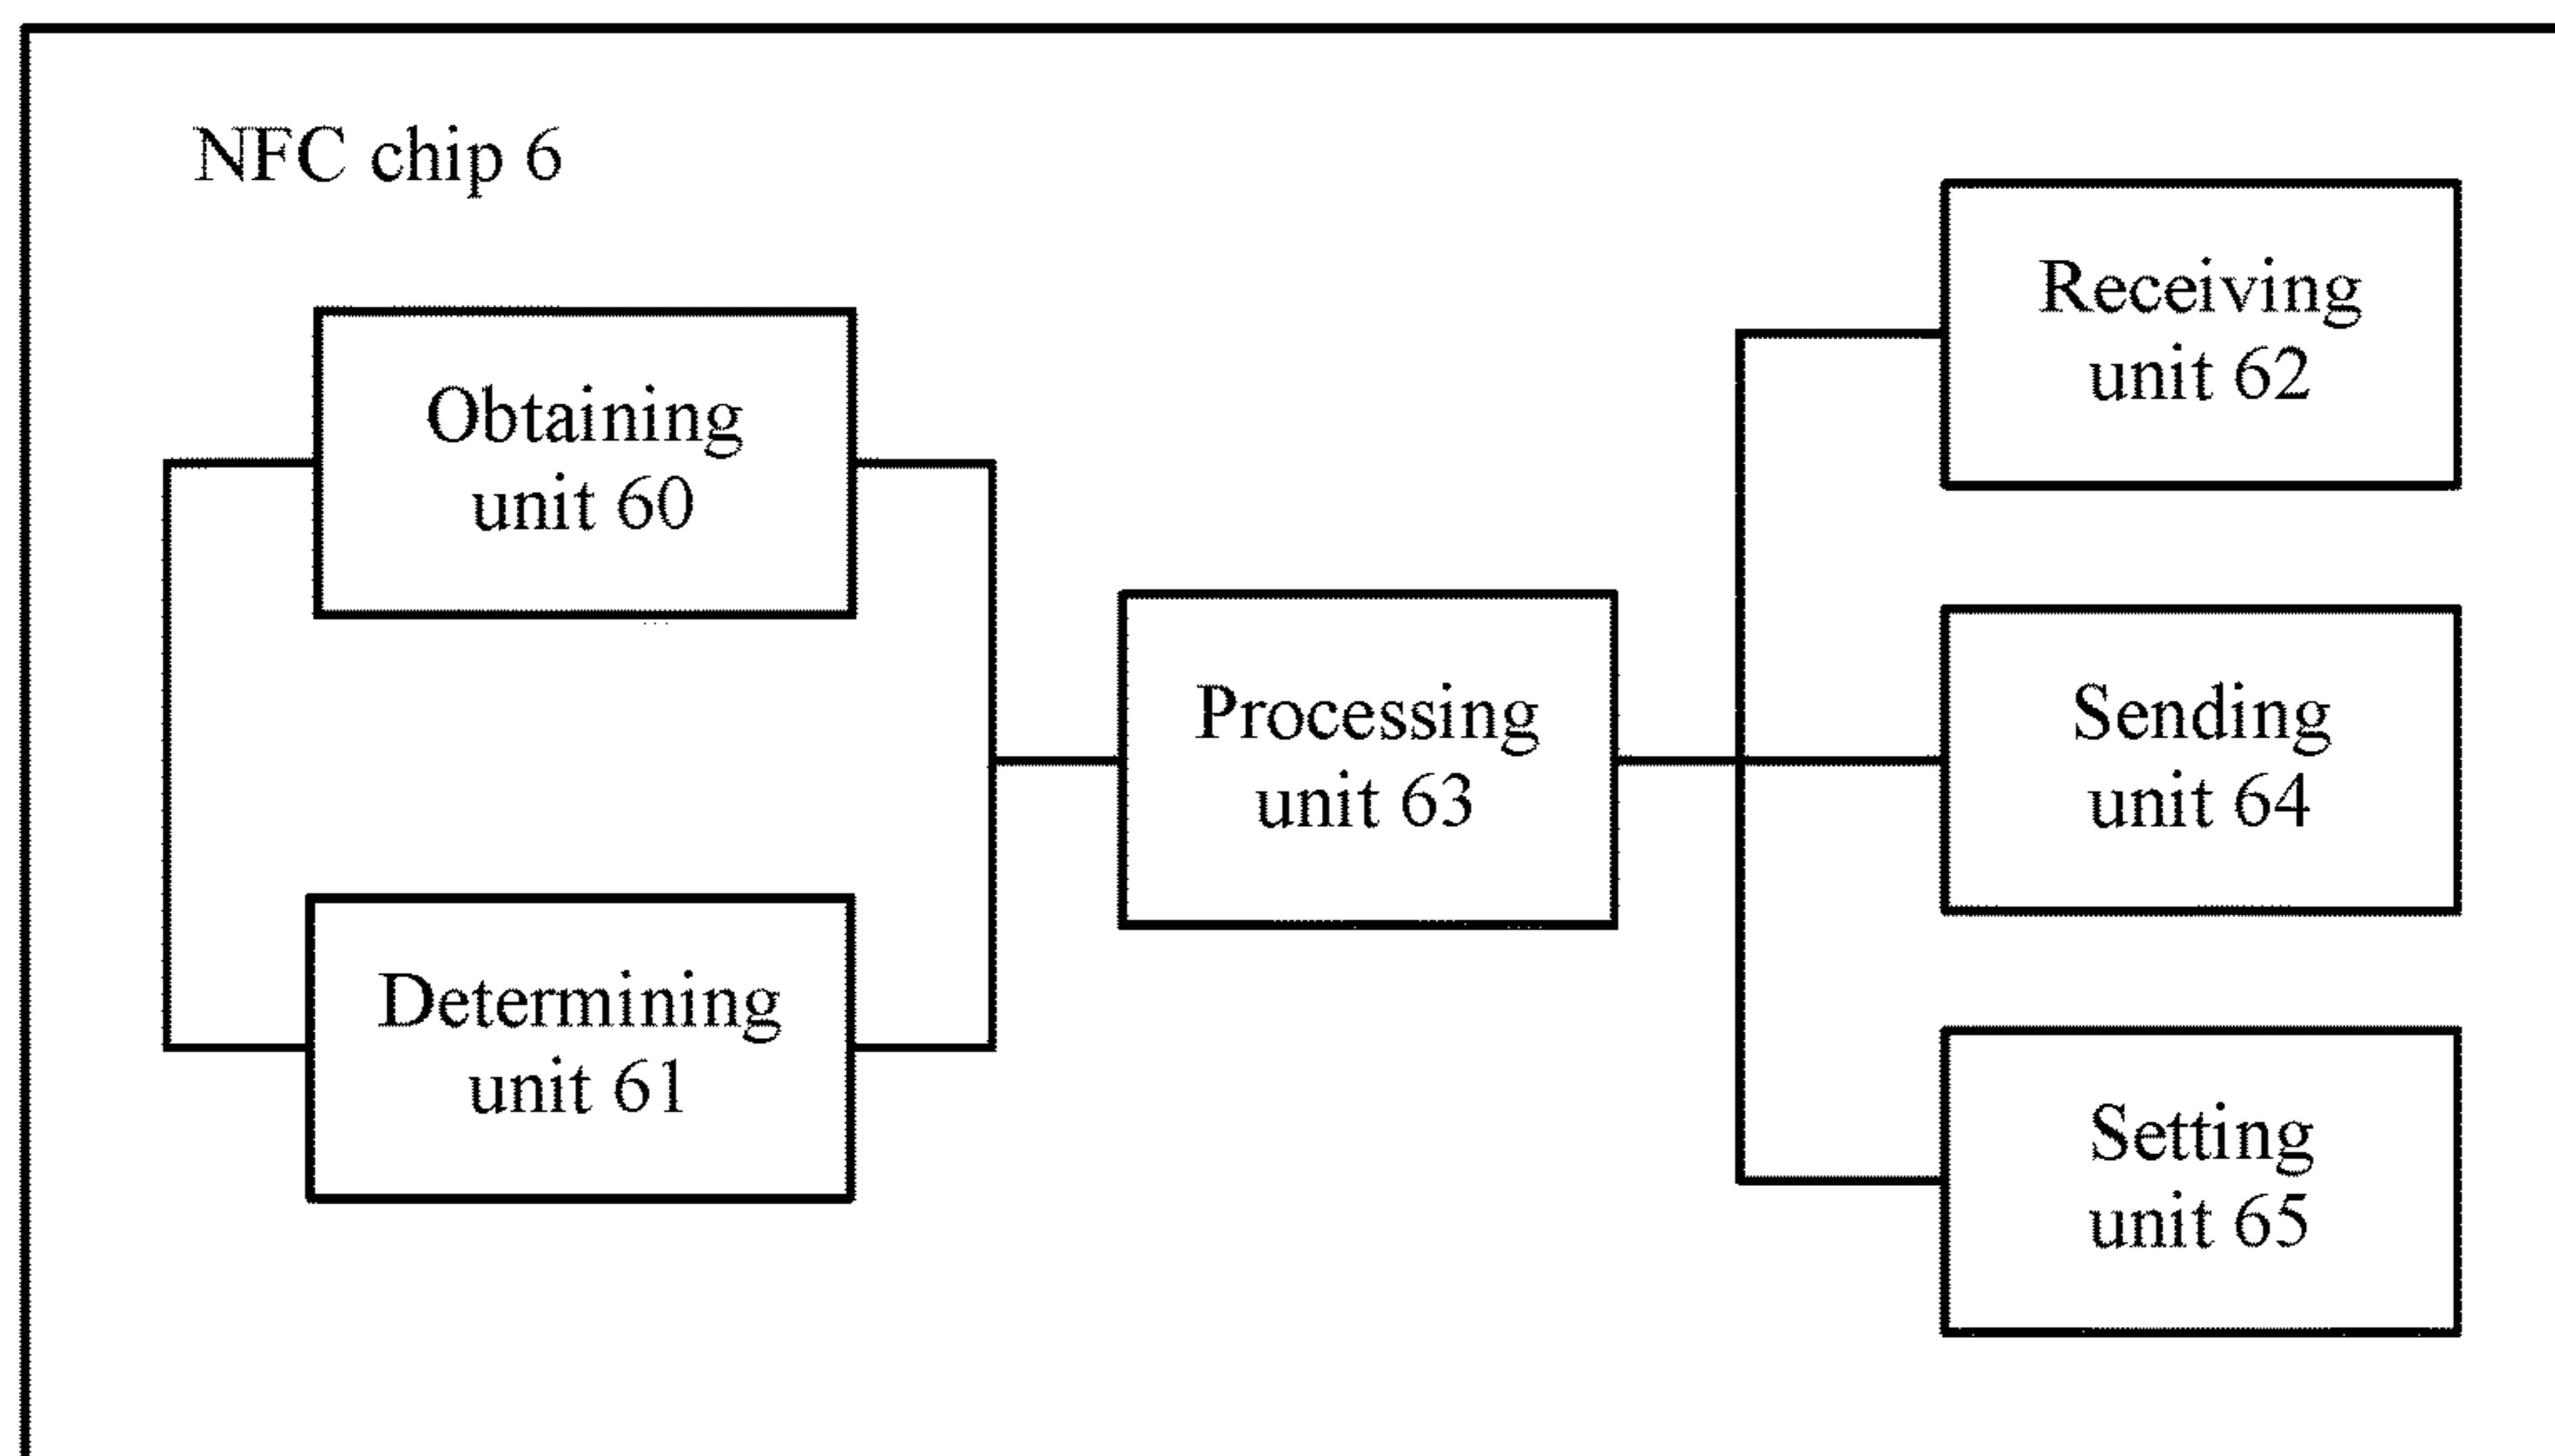 NFC chip 6
Obtaining
unit 60
Determining
unit 61
Processing
unit 63
Receiving
unit 62
Sending
unit 64
Setting
unit 65